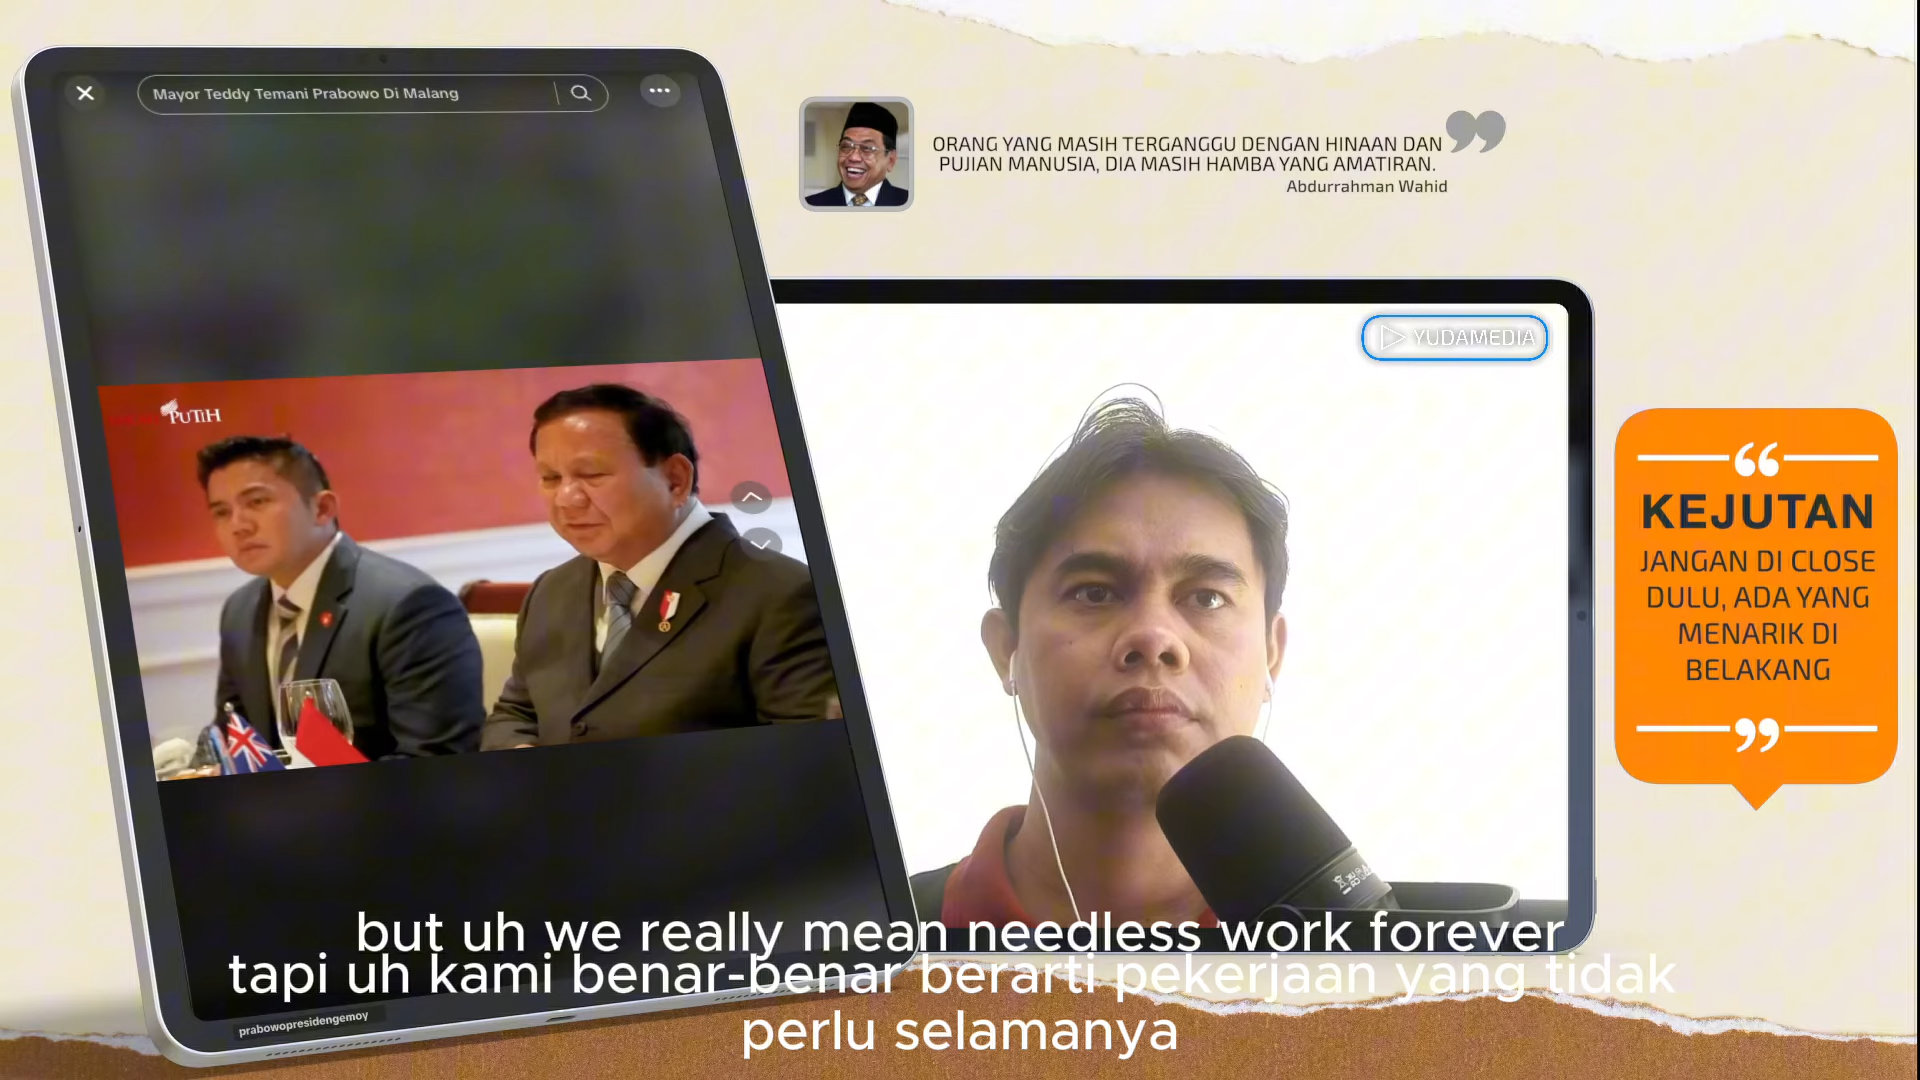 Mayor Teddy Temani Prabowo Di Malang
ORANG YANG MASIH TERGANGGU DENGAN HINAAN DAN
PUJIAN MANUSIA, DIA MASIH HAMBA YANG AMATIRAN.
Abdurrahman Wahid
YUDAMEDIA
PUTIH
KEJUTAN
JANGAN DI CLOSE
DULU, ADA YANG
MENARIK DI
BELAKANG
but uh we really mean needless work forever
tapi uh kami benar-benar berarti pekerjaan yang tidak
perlu selamanya
prabowopresidengemoy